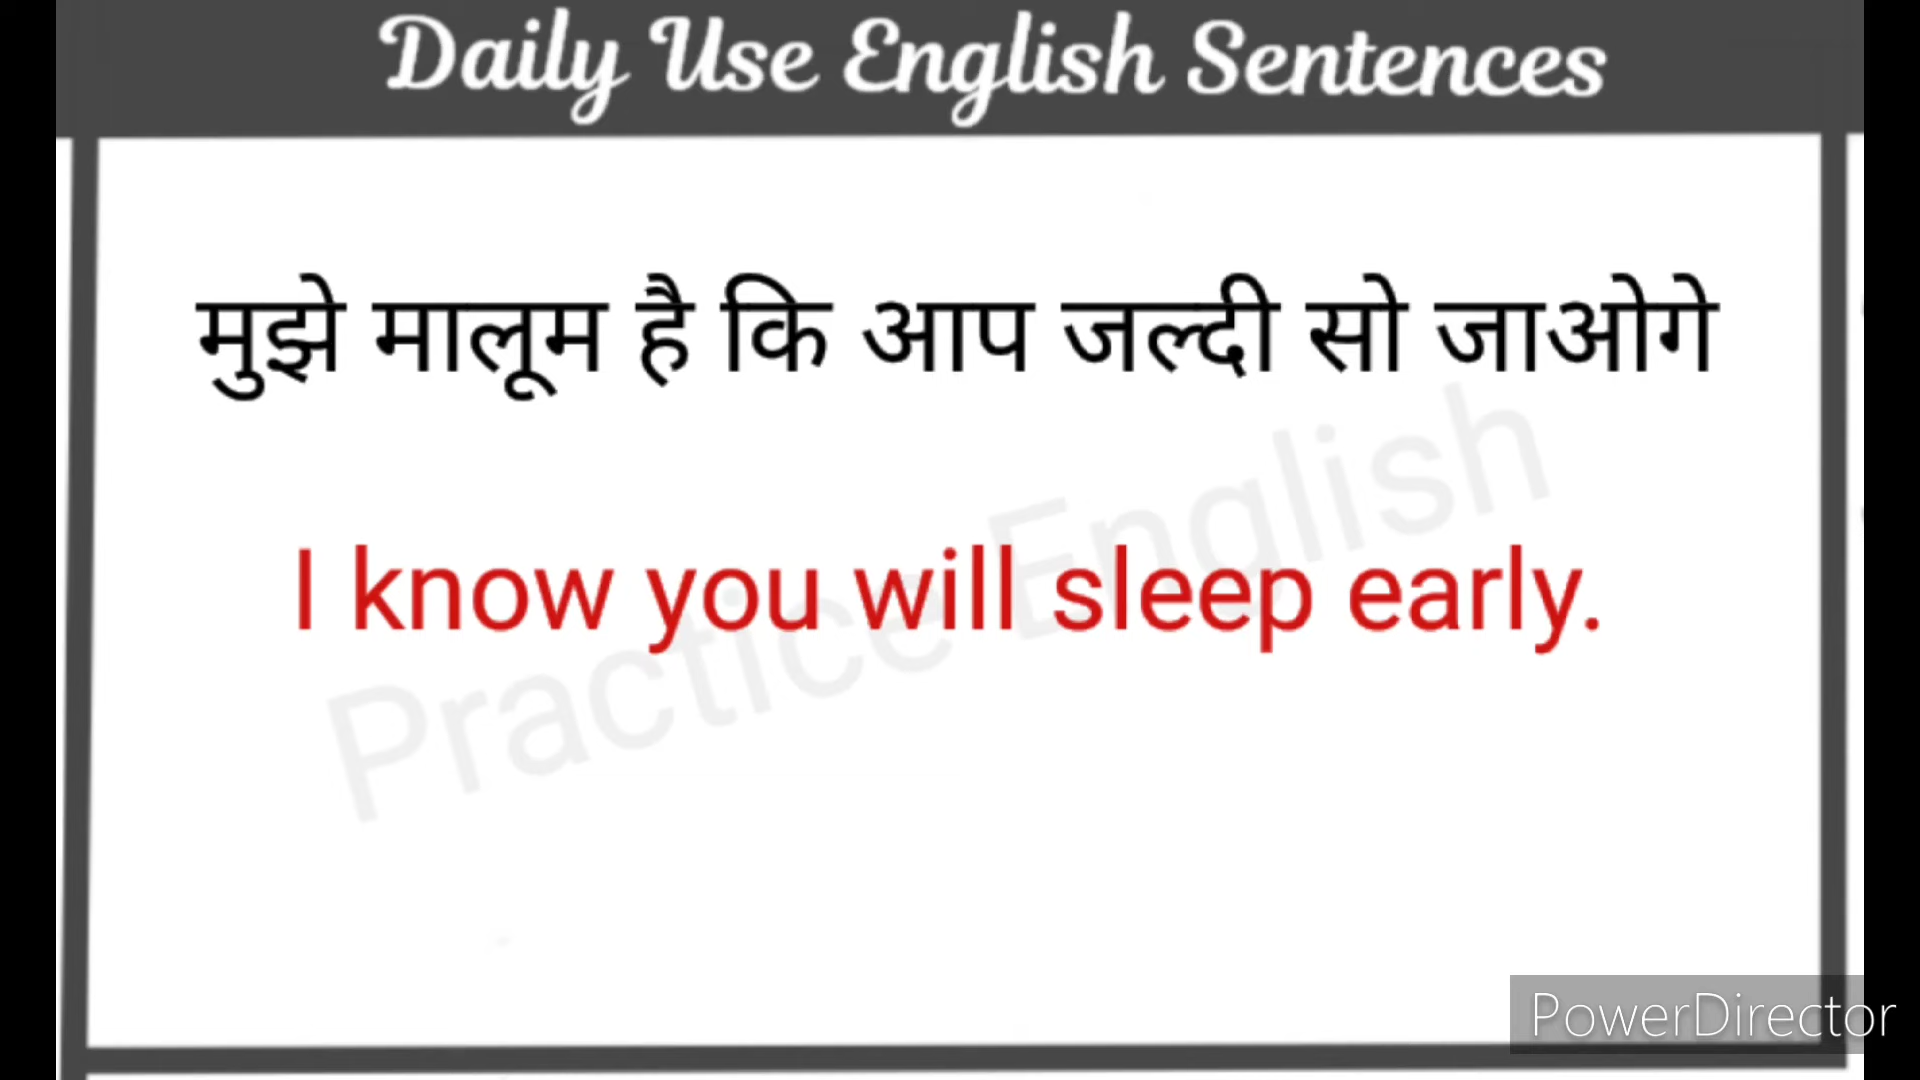 Daily Use English Sentences
मुझे मालूम है कि आप जल्दी सो जाओगे
I know you will sleep early.
Practice English
PowerDirector